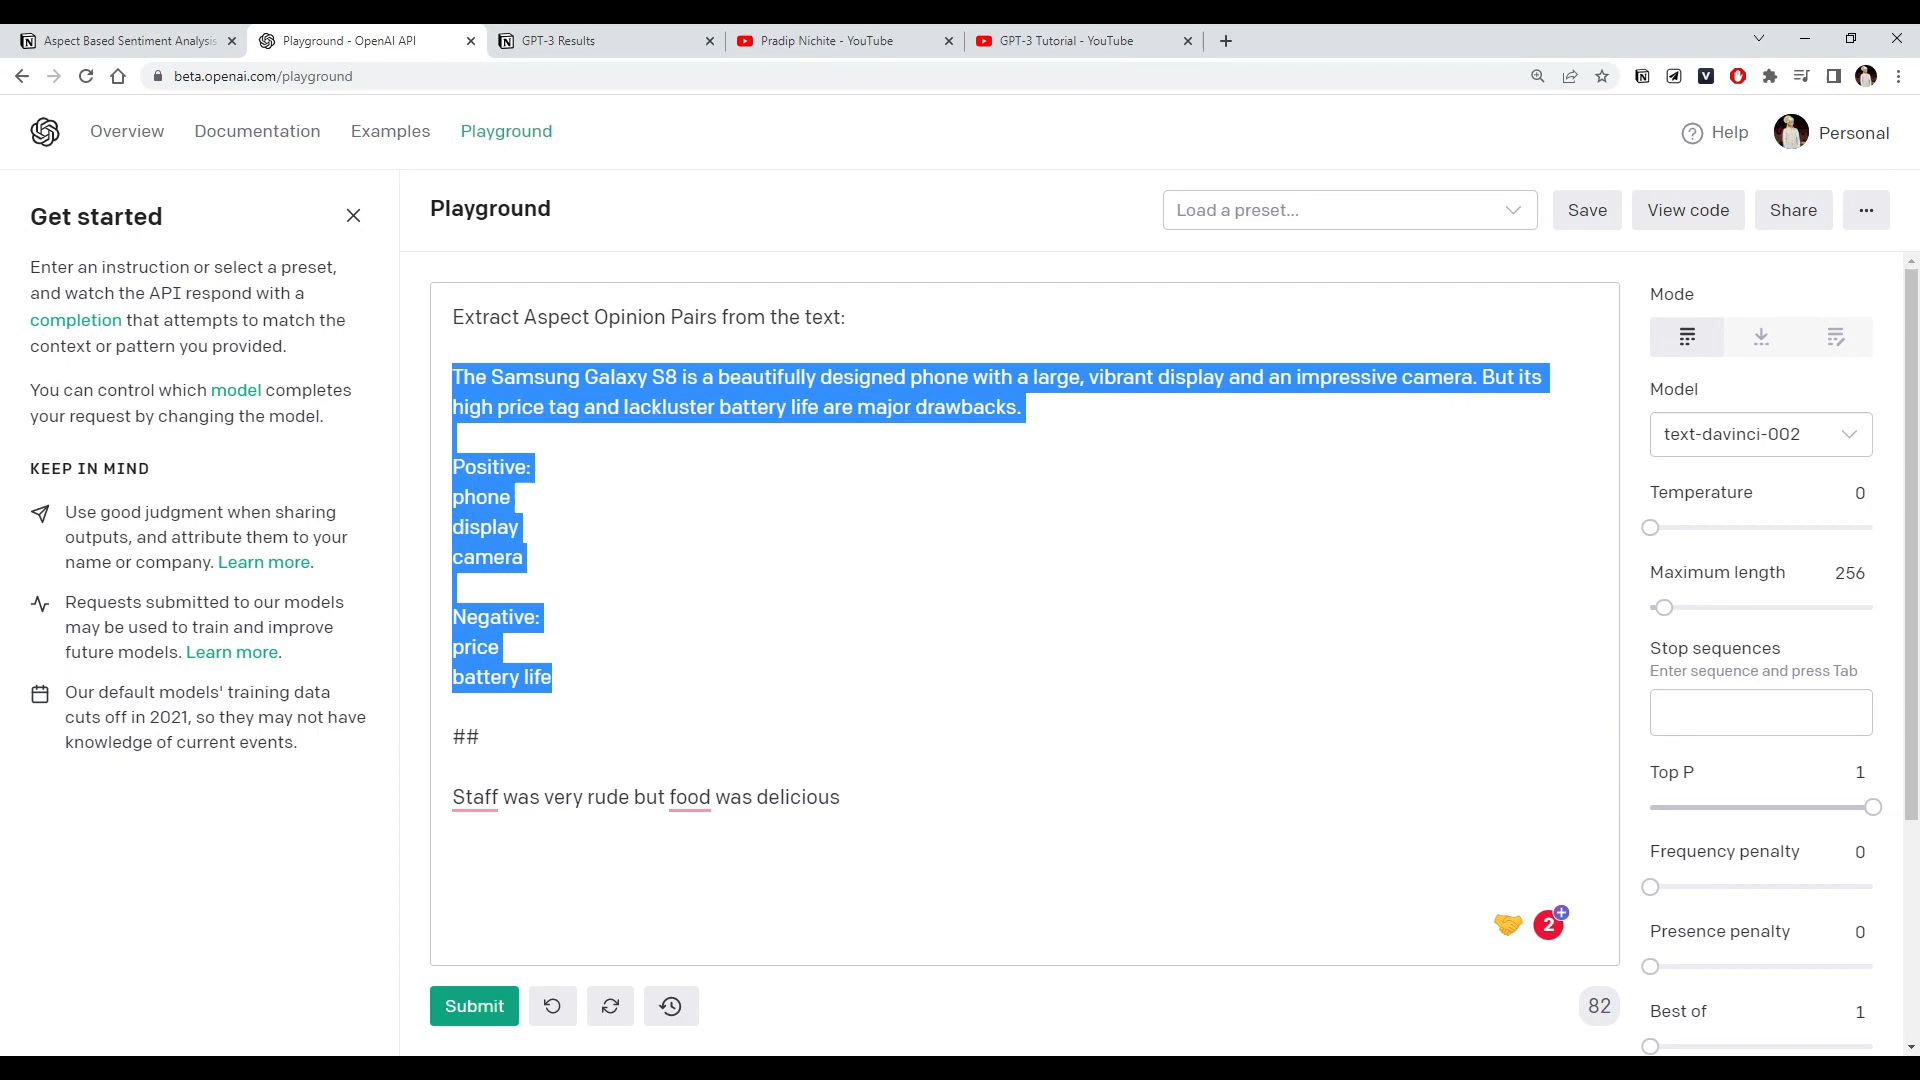 Aspect Based Sentiment Analysis
Playground - OpenAI API
GPT-3 Results
Pradip Nichite - YouTube
GPT-3 Tutorial - YouTube
beta.openai.com/playground
Overview
Documentation
Examples
Playground
Help
Personal
Get started
Enter an instruction or select a preset,
and watch the API respond with a
completion that attempts to match the
context or pattern you provided.
You can control which model completes
your request by changing the model.
KEEP IN MIND
Use good judgment when sharing
outputs, and attribute them to your
name or company. Learn more.
Requests submitted to our models
may be used to train and improve
future models. Learn more.
Our default models' training data
cuts off in 2021, so they may not have
knowledge of current events.
Playground
Load a preset...
Save
View code
Share
Extract Aspect Opinion Pairs from the text:
The Samsung Galaxy S8 is a beautifully designed phone with a large, vibrant display and an impressive camera. But its
high price tag and lackluster battery life are major drawbacks.
Positive:
phone
display
camera
Negative:
price
battery life
##
Staff was very rude but food was delicious
2
Submit
82
Mode
Model
text-davinci-002
Temperature 0
Maximum length 256
Stop sequences
Enter sequence and press Tab
Top P 1
Frequency penalty 0
Presence penalty 0
Best of 1